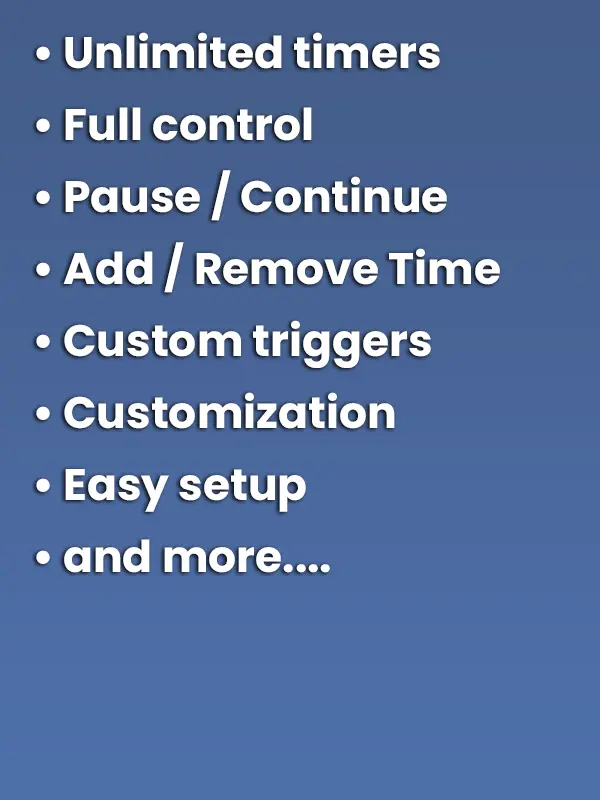 • Unlimited timers
• Full control
• Pause / Continue
• Add / Remove Time
• Custom triggers
• Customization
• Easy setup
• and more....